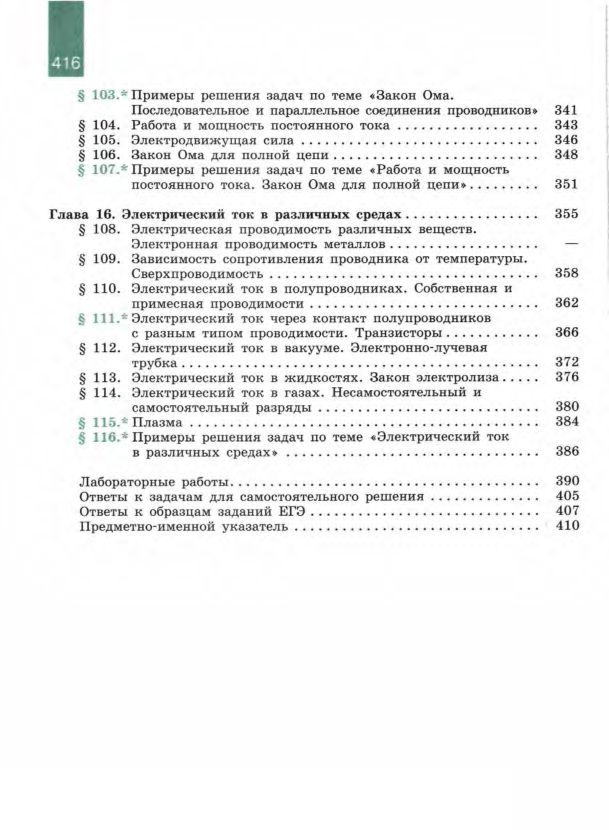 416
§ 103.* Примеры решения задач по теме «Закон Ома.
Последовательное и параллельное соединения проводников» 341
§ 104. Работа и мощность постоянного тока . . . . . . . . . . . . . . . . . 343
§ 105. Электродвижущая сила . . . . . . . . . . . . . . . . . . . . . . . . . . . . 346
§ 106. Закон Ома для полной цепи . . . . . . . . . . . . . . . . . . . . . . . . 348
§ 107.* Примеры решения задач по теме «Работа и мощность
постоянного тока. Закон Ома для полной цепи» . . . . . . . . . 351
Глава 16. Электрический ток в различных средах . . . . . . . . . . . . . . . . 355
§ 108. Электрическая проводимость различных веществ.
Электронная проводимость металлов . . . . . . . . . . . . . . . . . . —
§ 109. Зависимость сопротивления проводника от температуры.
Сверхпроводимость . . . . . . . . . . . . . . . . . . . . . . . . . . . . . . . . 358
§ 110. Электрический ток в полупроводниках. Собственная и
примесная проводимости . . . . . . . . . . . . . . . . . . . . . . . . . . . 362
§ 111.* Электрический ток через контакт полупроводников
с разным типом проводимости. Транзисторы . . . . . . . . . . . . 366
§ 112. Электрический ток в вакууме. Электронно-лучевая
трубка . . . . . . . . . . . . . . . . . . . . . . . . . . . . . . . . . . . . . . . . . . . 372
§ 113. Электрический ток в жидкостях. Закон электролиза . . . . . 376
§ 114. Электрический ток в газах. Несамостоятельный и
самостоятельный разряды . . . . . . . . . . . . . . . . . . . . . . . . . . 380
§ 115.* Плазма . . . . . . . . . . . . . . . . . . . . . . . . . . . . . . . . . . . . . . . . . . 384
§ 116.* Примеры решения задач по теме «Электрический ток
в различных средах» . . . . . . . . . . . . . . . . . . . . . . . . . . . . . . 386
Лабораторные работы . . . . . . . . . . . . . . . . . . . . . . . . . . . . . . . . . . . . . 390
Ответы к задачам для самостоятельного решения . . . . . . . . . . . . . 405
Ответы к образцам заданий ЕГЭ . . . . . . . . . . . . . . . . . . . . . . . . . . . 407
Предметно-именной указатель . . . . . . . . . . . . . . . . . . . . . . . . . . . . . 410